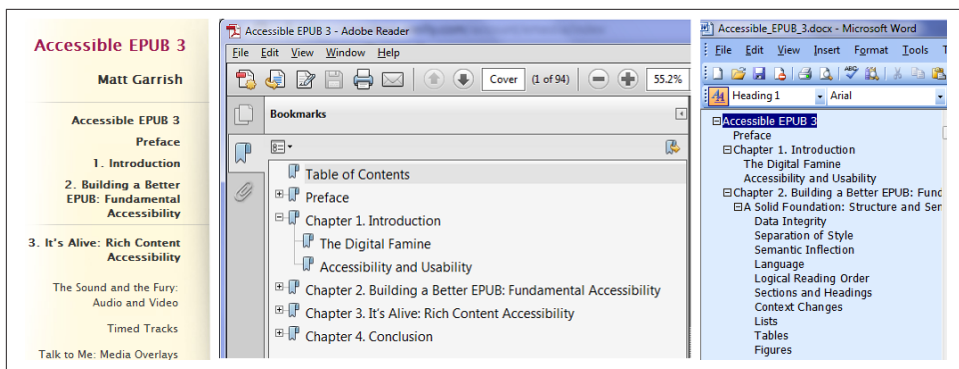 Accessible EPUB 3
Matt Garrish
Accessible EPUB 3
Preface
1. Introduction
2. Building a Better
EPUB: Fundamental
Accessibility
3. It's Alive: Rich Content
Accessibility
The Sound and the Fury:
Audio and Video
Timed Tracks
Talk to Me: Media Overlays
Accessible EPUB 3 - Adobe Reader
File Edit View Window Help
Cover (1 of 94) 55.2%
Bookmarks
Table of Contents
Preface
Chapter 1. Introduction
The Digital Famine
Accessibility and Usability
Chapter 2. Building a Better EPUB: Fundamental Accessibility
Chapter 3. It's Alive: Rich Content Accessibility
Chapter 4. Conclusion
Accessible_EPUB_3.docx - Microsoft Word
File Edit View Insert Format Tools T
Heading 1 Arial
Accessible EPUB 3
Preface
Chapter 1. Introduction
The Digital Famine
Accessibility and Usability
Chapter 2. Building a Better EPUB: Fund
A Solid Foundation: Structure and Ser
Data Integrity
Separation of Style
Semantic Inflection
Language
Logical Reading Order
Sections and Headings
Context Changes
Lists
Tables
Figures